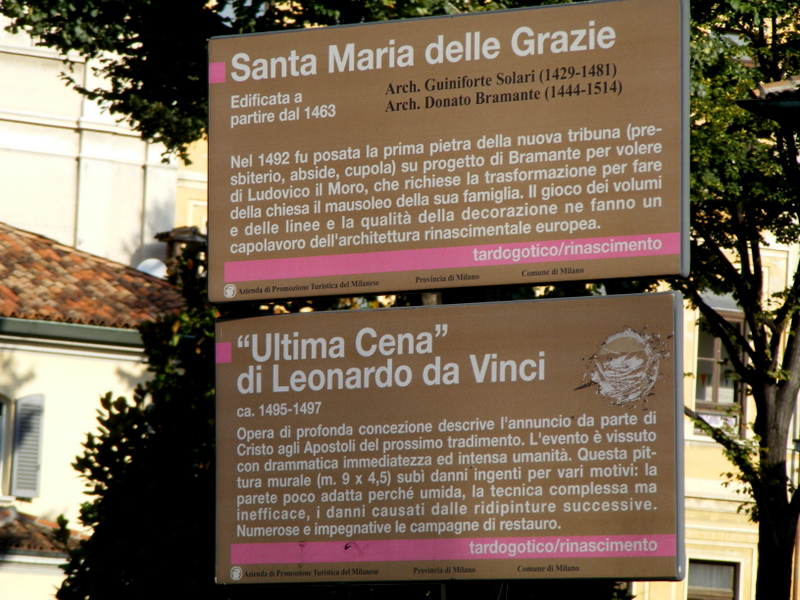 Santa Maria delle Grazie
Edificata a
partire dal 1463
Arch. Guiniforte Solari (1429-1481)
Arch. Donato Bramante (1444-1514)
Nel 1492 fu posata la prima pietra della nuova tribuna (pre-
sbiterio, abside, cupola) su progetto di Bramante per volere
di Ludovico il Moro, che richiese la trasformazione per fare
della chiesa il mausoleo della sua famiglia. Il gioco dei volumi
e delle linee e la qualità della decorazione ne fanno un
capolavoro dell'architettura rinascimentale europea.
tardogotico/rinascimento
Azienda di Promozione Turistica del Milanese Provincia di Milano Comune di Milano
“Ultima Cena”
di Leonardo da Vinci
ca. 1495-1497
Opera di profonda concezione descrive l'annuncio da parte di
Cristo agli Apostoli del prossimo tradimento. L'evento è vissuto
con drammatica immediatezza ed intensa umanità. Questa pit-
tura murale (m. 9 x 4,5) subì danni ingenti per vari motivi: la
parete poco adatta perché umida, la tecnica complessa ma
inefficace, i danni causati dalle ridipinture successive.
Numerose e impegnative le campagne di restauro.
tardogotico/rinascimento
Azienda di Promozione Turistica del Milanese Provincia di Milano Comune di Milano